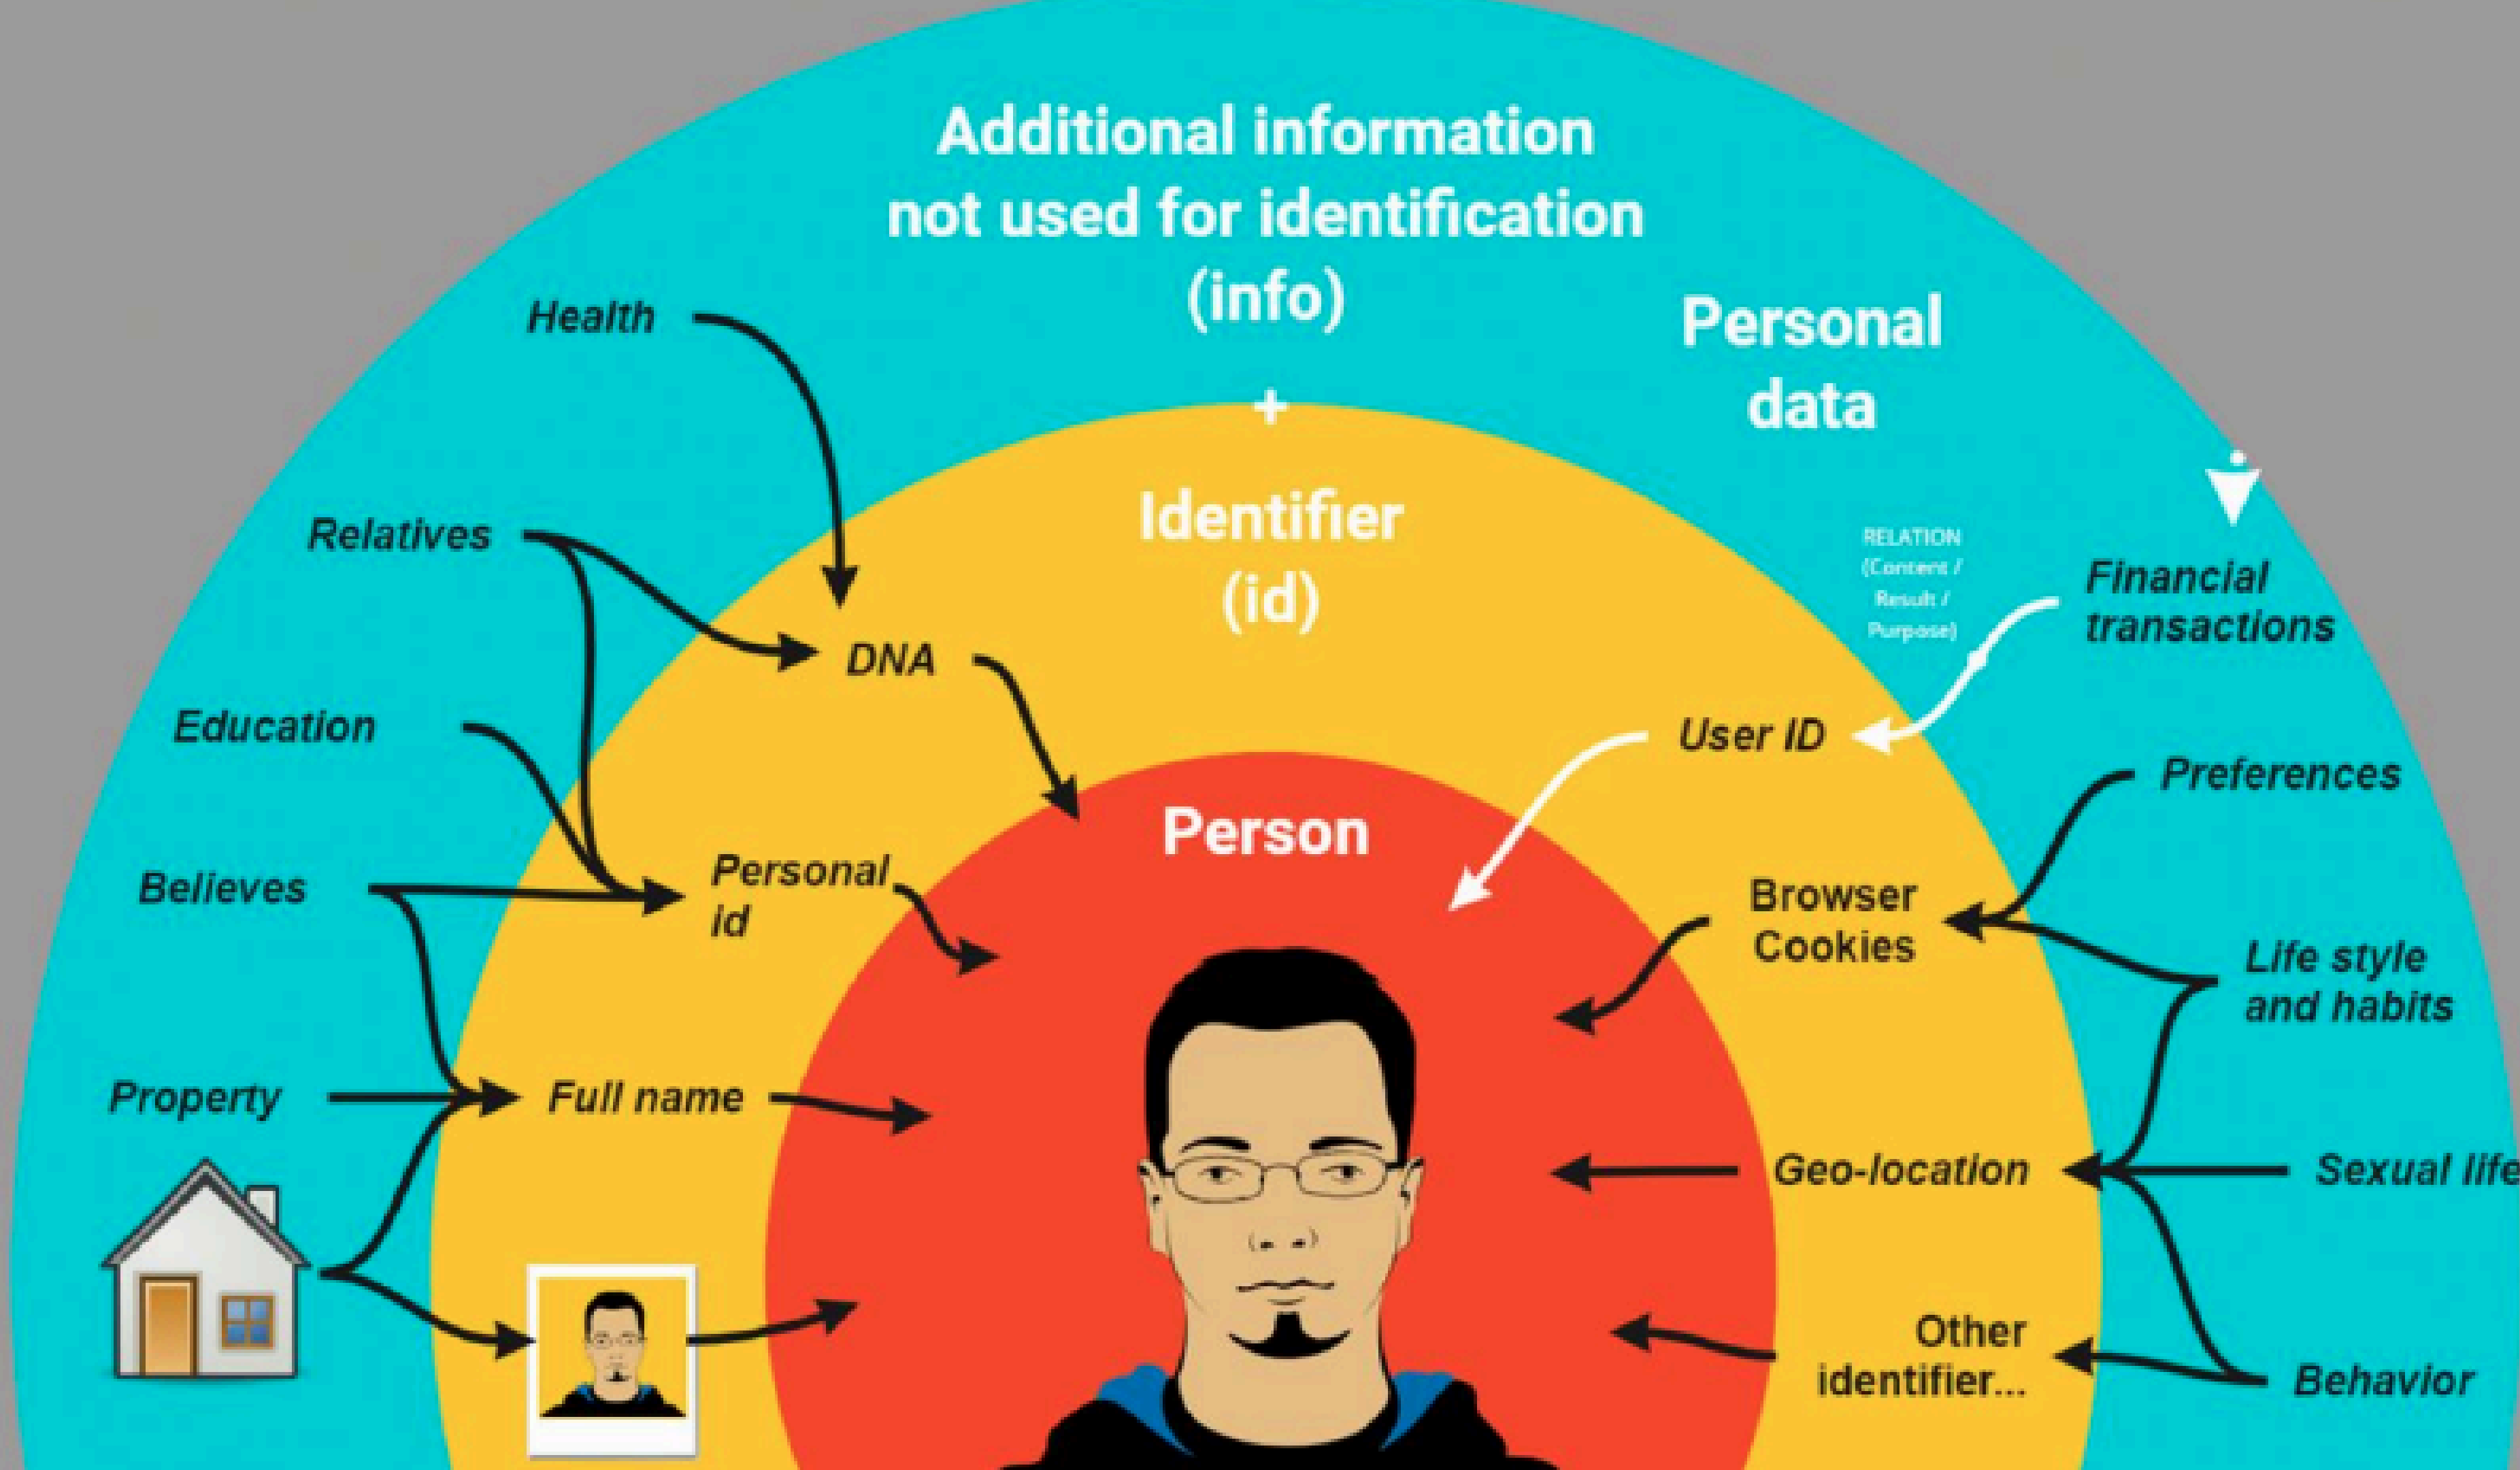 Additional information
not used for identification
(info)
+
Personal
data
Identifier
(id)
Health
Relatives
RELATION
(Content /
Result /
Purpose)
Financial
transactions
DNA
Education
User ID
Preferences
Person
Believes
Personal
id
Browser
Cookies
Life style
and habits
Property
Full name
Geo-location
Sexual life
Other
identifier...
Behavior